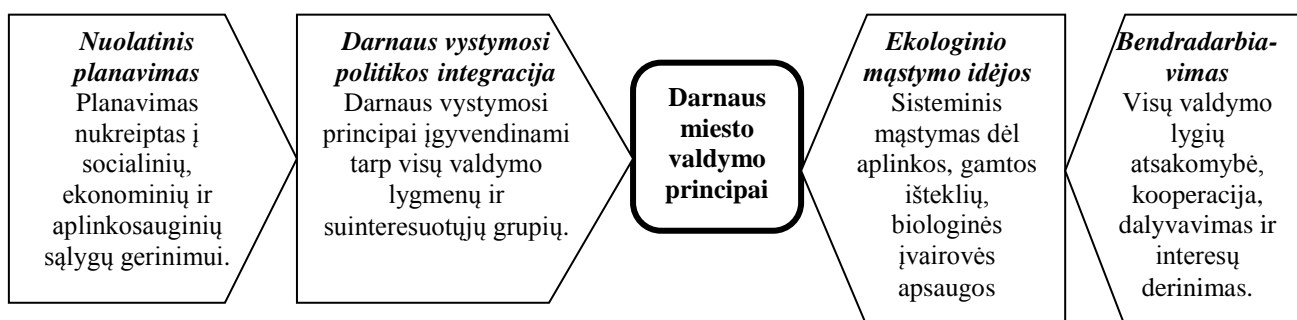 Nuolatinis
planavimas
Planavimas
nukreiptas į
socialinių,
ekonominių ir
aplinkosauginių
sąlygų gerinimui.
Darnaus vystymosi
politikos integracija
Darnaus vystymosi
principai įgyvendinami
tarp visų valdymo
lygmenų ir
suinteresuotųjų grupių.
Darnaus
miesto
valdymo
principai
Ekologinio
mąstymo idėjos
Sisteminis
mąstymas dėl
aplinkos, gamtos
išteklių,
biologinės
įvairovės
apsaugos
Bendradarbia-
vimas
Visų valdymo
lygių
atsakomybė,
kooperacija,
dalyvavimas ir
interesų
derinimas.